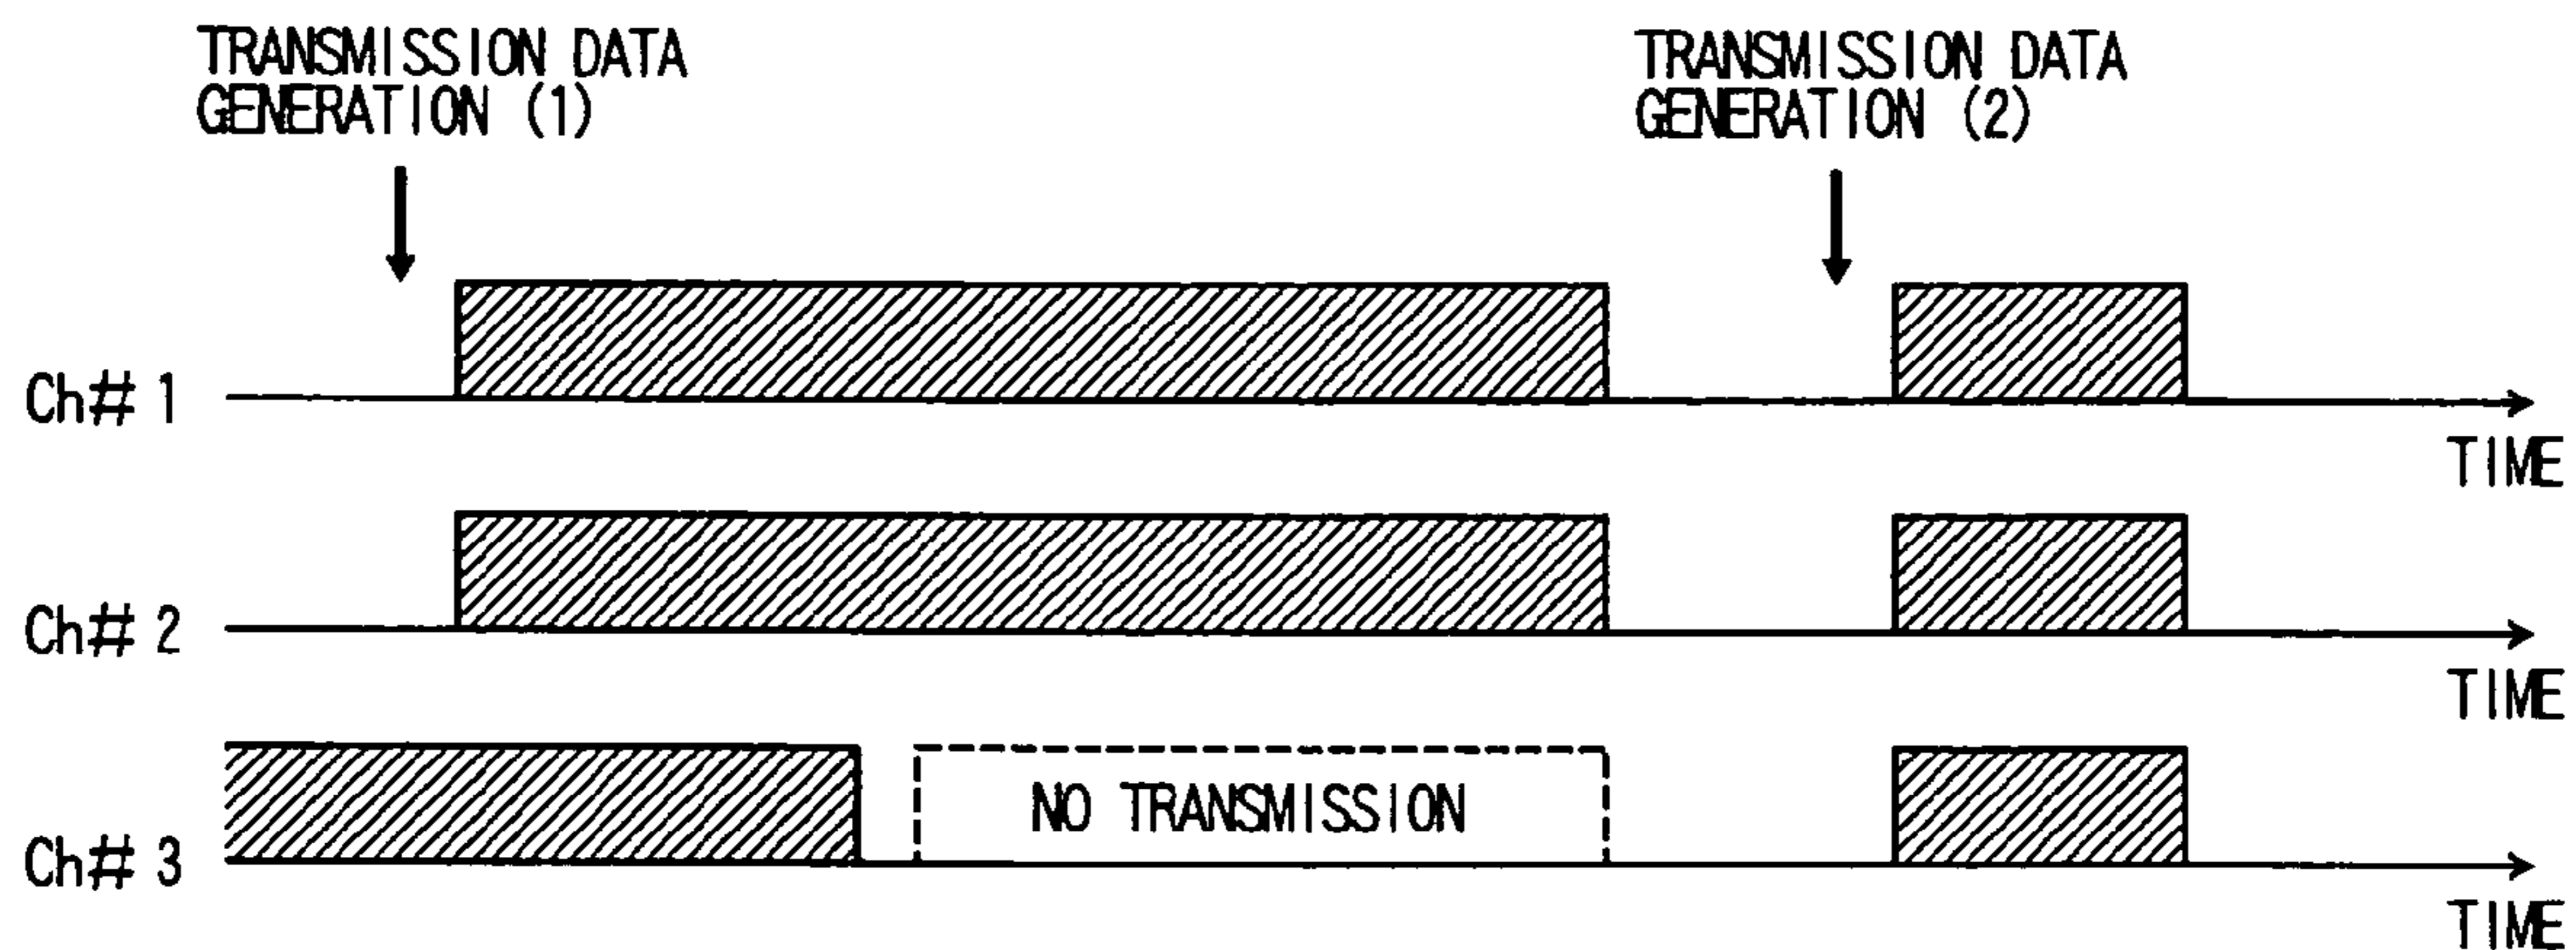 TRANSMISSION DATA
GENERATION (1)
TRANSMISSION DATA
GENERATION (2)
Ch# 1
TIME
Ch# 2
TIME
NO TRANSMISSION
Ch# 3
TIME